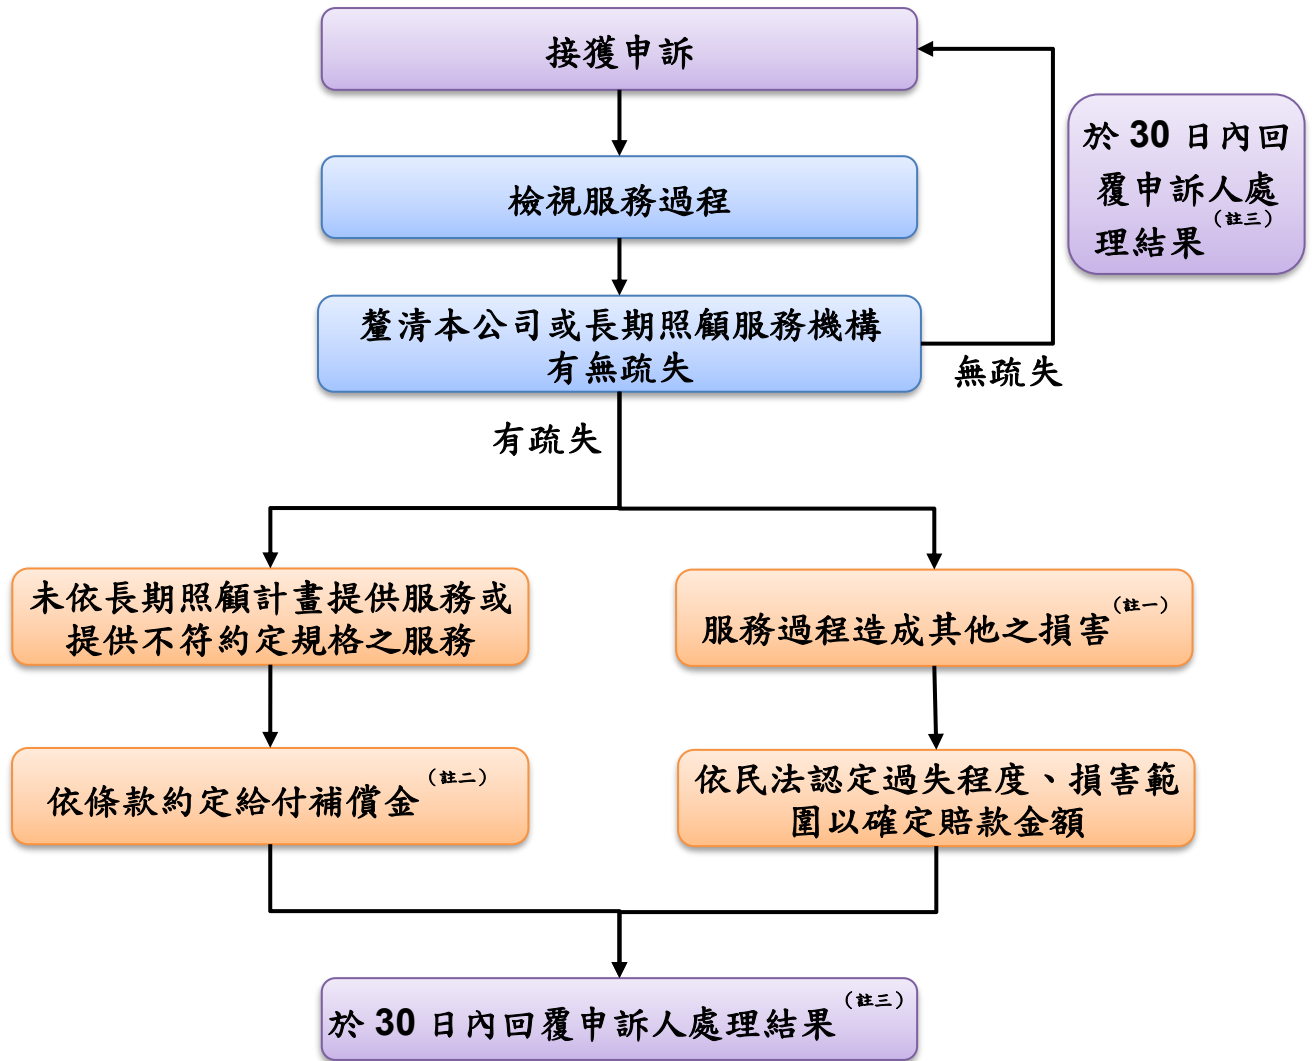 接獲申訴
於 30 日內回
覆申訴人處
理結果（註三）
檢視服務過程
釐清本公司或長期照顧服務機構
有無疏失
無疏失
有疏失
未依長期照顧計畫提供服務或
提供不符約定規格之服務
服務過程造成其他之損害（註一）
依條款約定給付補償金（註二）
依民法認定過失程度、損害範
圍以確定賠款金額
於 30 日內回覆申訴人處理結果（註三）